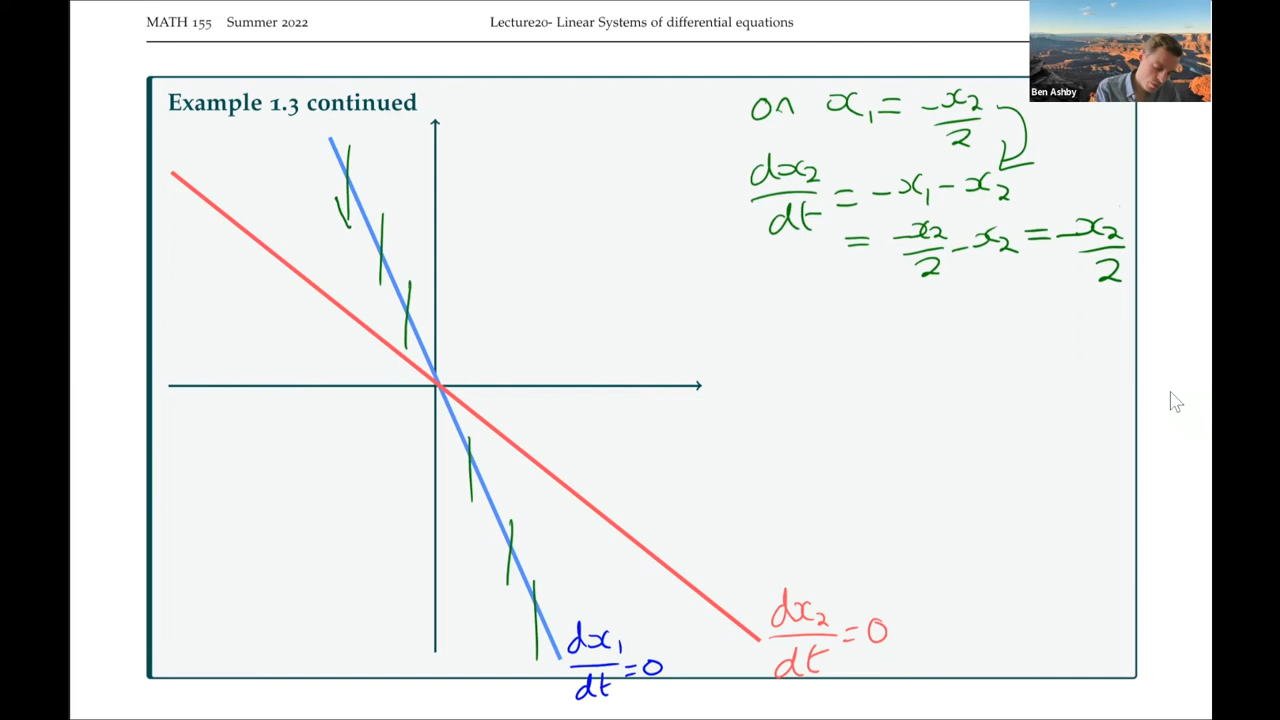 MATH 155 Summer 2022 Lecture20- Linear Systems of differential equations
Ben Ashby
Example 1.3 continued
on x₁ = -x₂/2
dx₂/dt = -x₁ - x₂
= x₂/2 - x₂ = -x₂/2
dx₂/dt = 0
dx₁/dt = 0